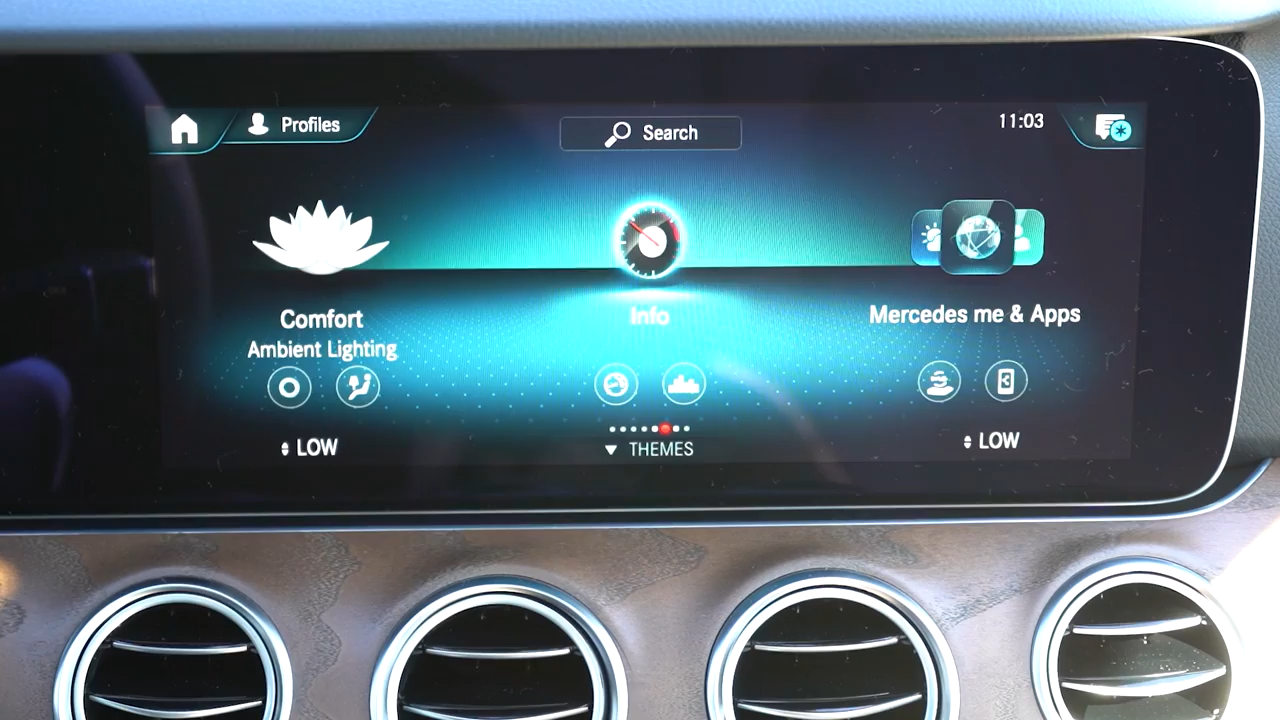 Profiles
Search
11:03
Comfort
Ambient Lighting
Info
Mercedes me & Apps
LOW
THEMES
LOW